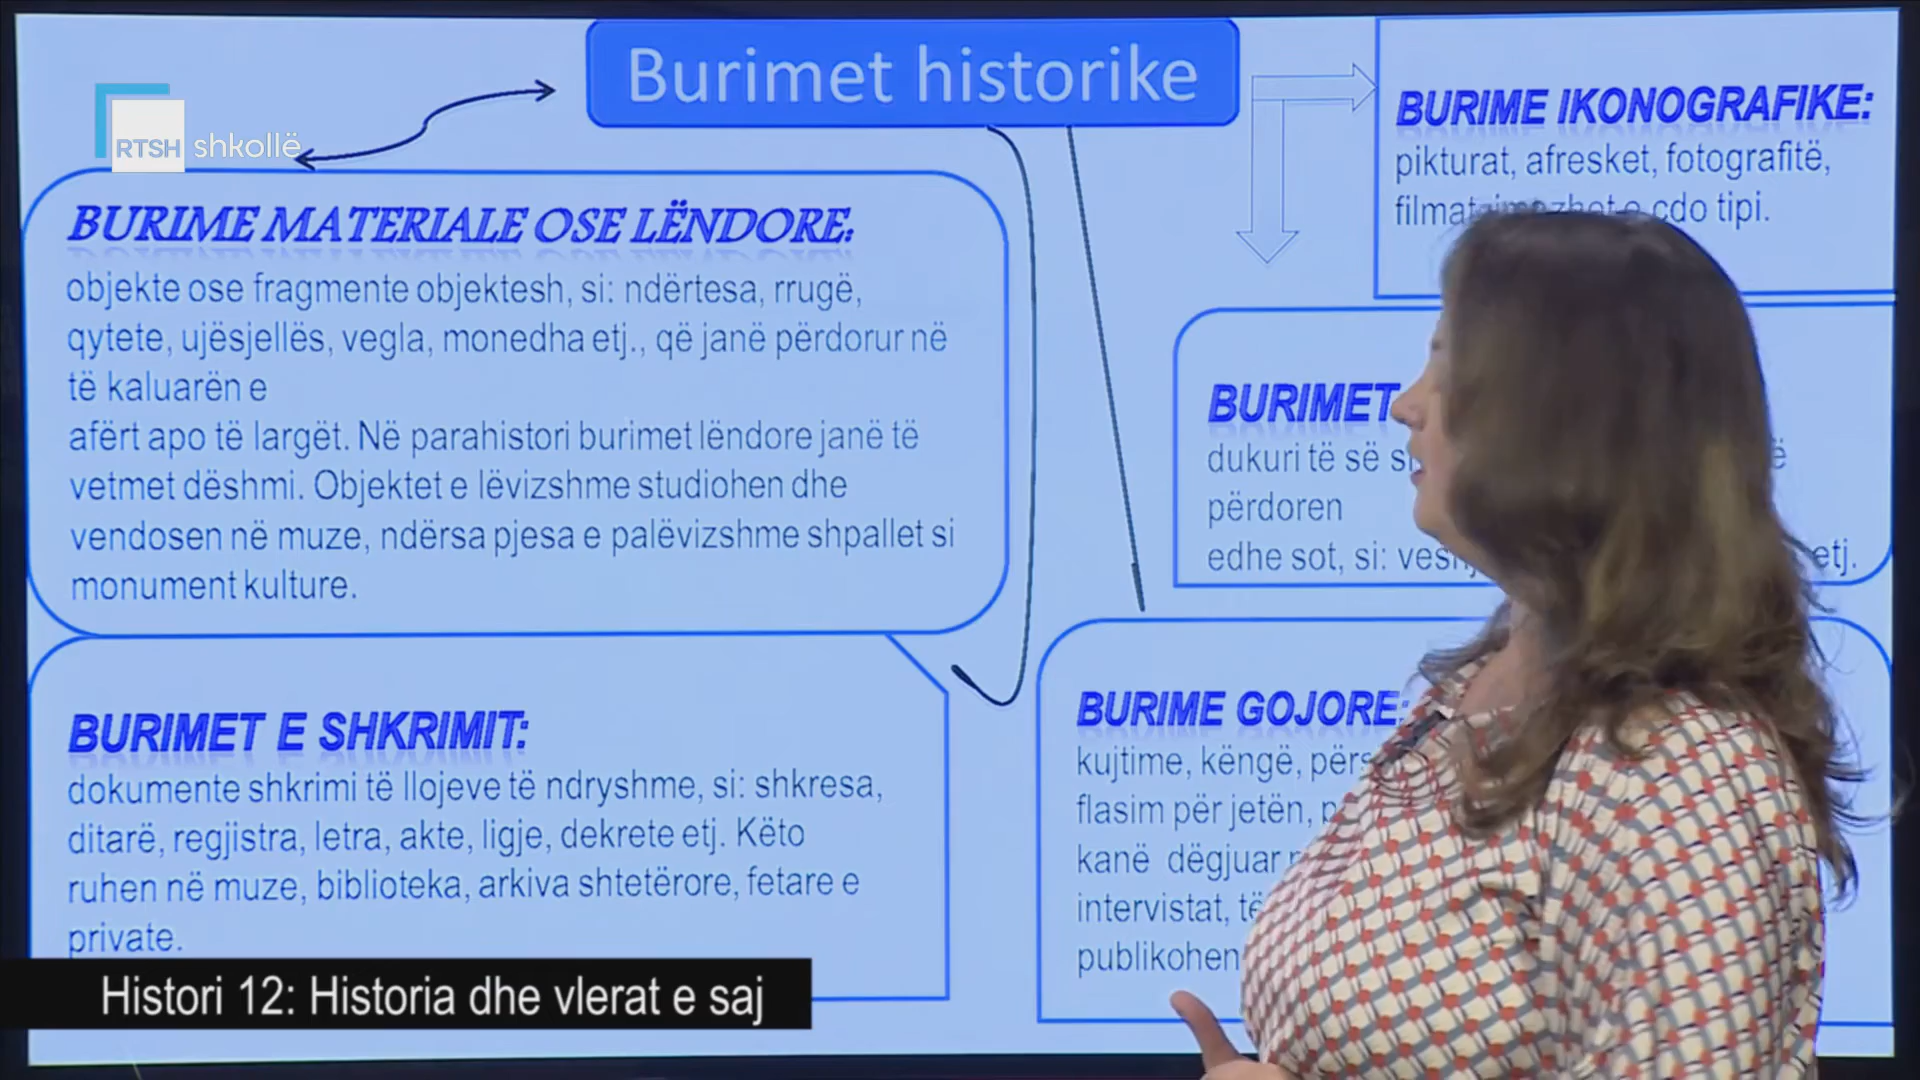 Burimet historike
RTSH shkollë
BURIME MATERIALE OSE LËNDORE:
objekte ose fragmente objektesh, si: ndërtesa, rrugë,
qytete, ujësjellës, vegla, monedha etj., që janë përdorur në
të kaluarën e
afërt apo të largët. Në parahistori burimet lëndore janë të
vetmet dëshmi. Objektet e lëvizshme studiohen dhe
vendosen në muze, ndërsa pjesa e palëvizshme shpallet si
monument kulture.
BURIMET E SHKRIMIT:
dokumente shkrimi të llojeve të ndryshme, si: shkresa,
ditarë, regjistra, letra, akte, ligje, dekrete etj. Këto
ruhen në muze, biblioteka, arkiva shtetërore, fetare e
private.
BURIME IKONOGRAFIKE:
pikturat, afresket, fotografitë,
filmat, imazhet e cdo tipi.
BURIMET
dukuri të së
përdoren
edhe sot, si: etj.
BURIME GOJORE:
kujtime, këngë,
flasim për jetën,
kanë dëgjuar
intervistat,
publikohen
Histori 12: Historia dhe vlerat e saj